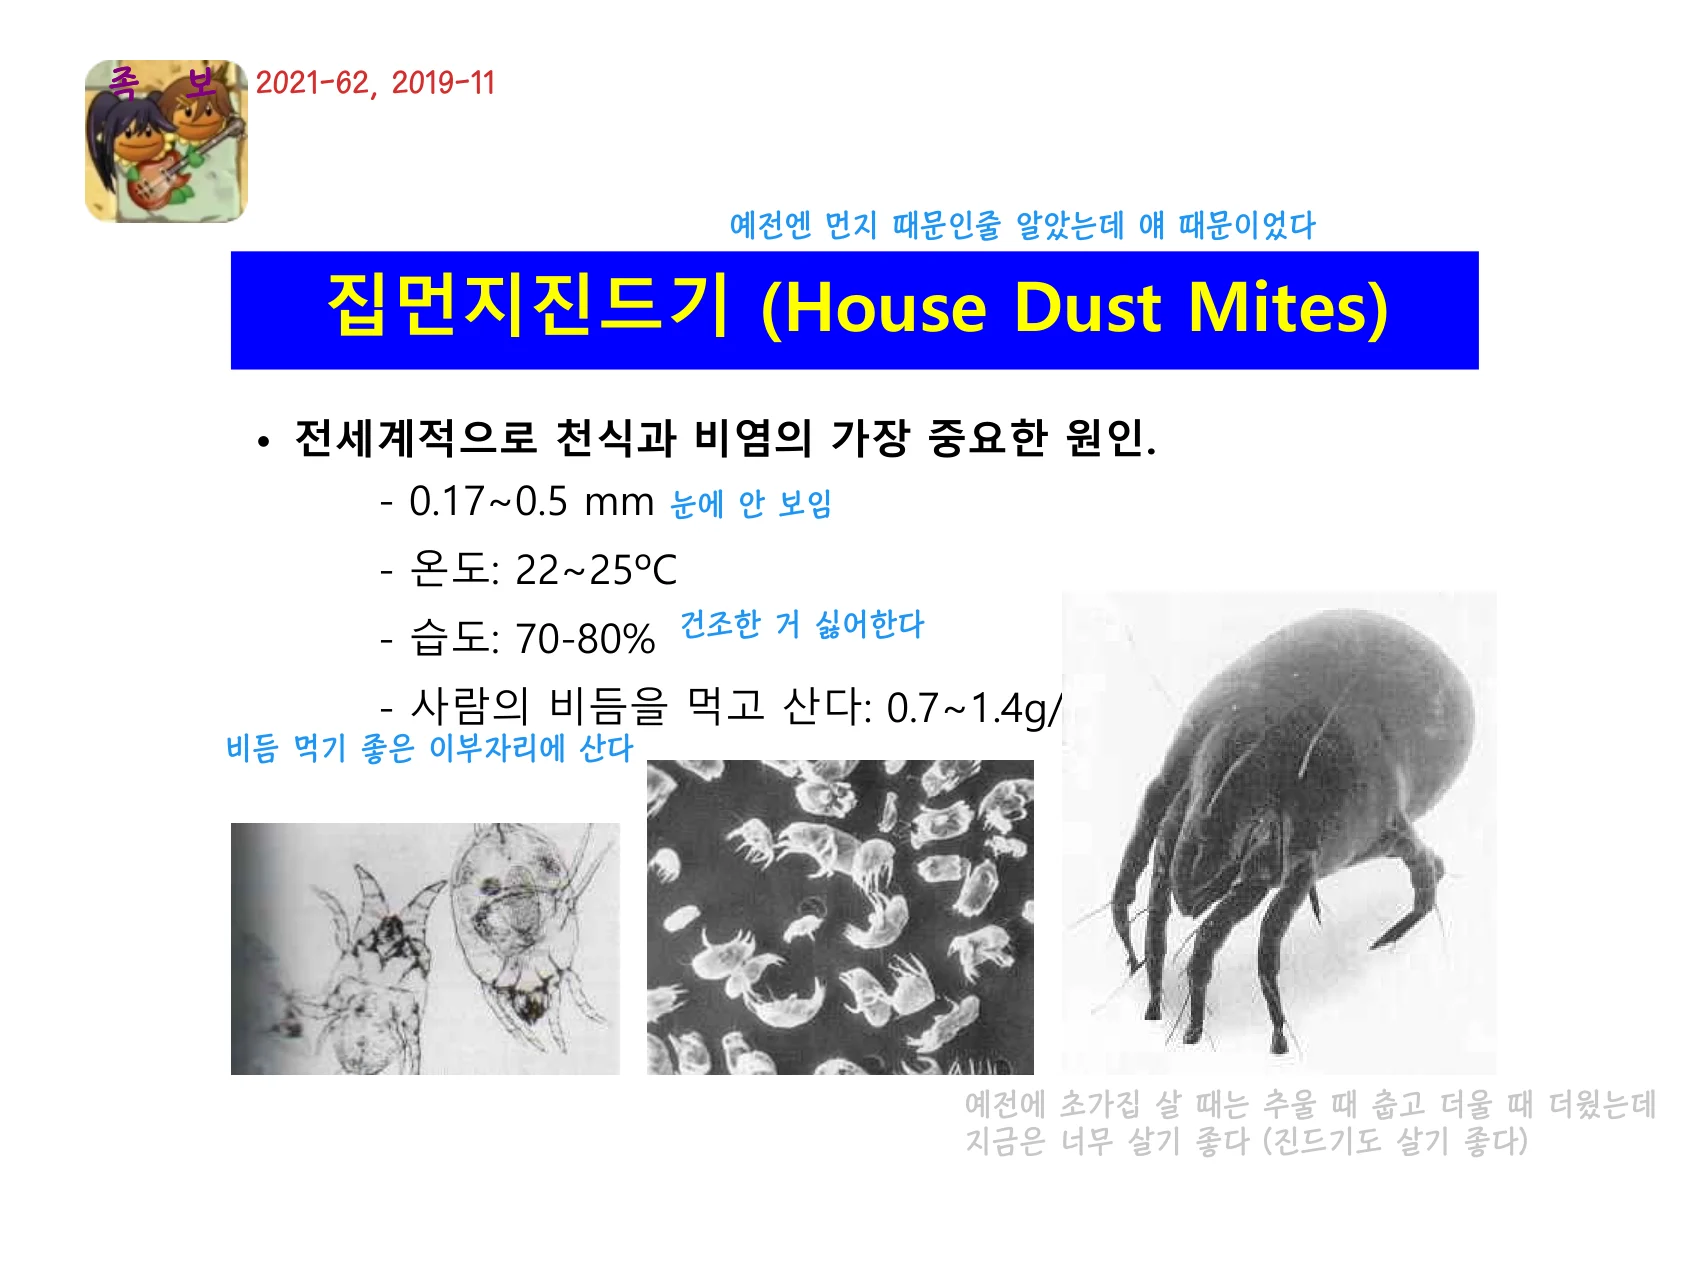 족 보 2021-62, 2019-11
예전엔 먼지 때문인줄 알았는데 얘 때문이었다
집먼지진드기 (House Dust Mites)
• 전세계적으로 천식과 비염의 가장 중요한 원인.
- 0.17~0.5 mm 눈에 안 보임
- 온도: 22~25ºC
- 습도: 70-80% 건조한 거 싫어한다
- 사람의 비듬을 먹고 산다: 0.7~1.4g/
비듬 먹기 좋은 이부자리에 산다
예전에 초가집 살 때는 추울 때 춥고 더울 때 더웠는데
지금은 너무 살기 좋다 (진드기도 살기 좋다)